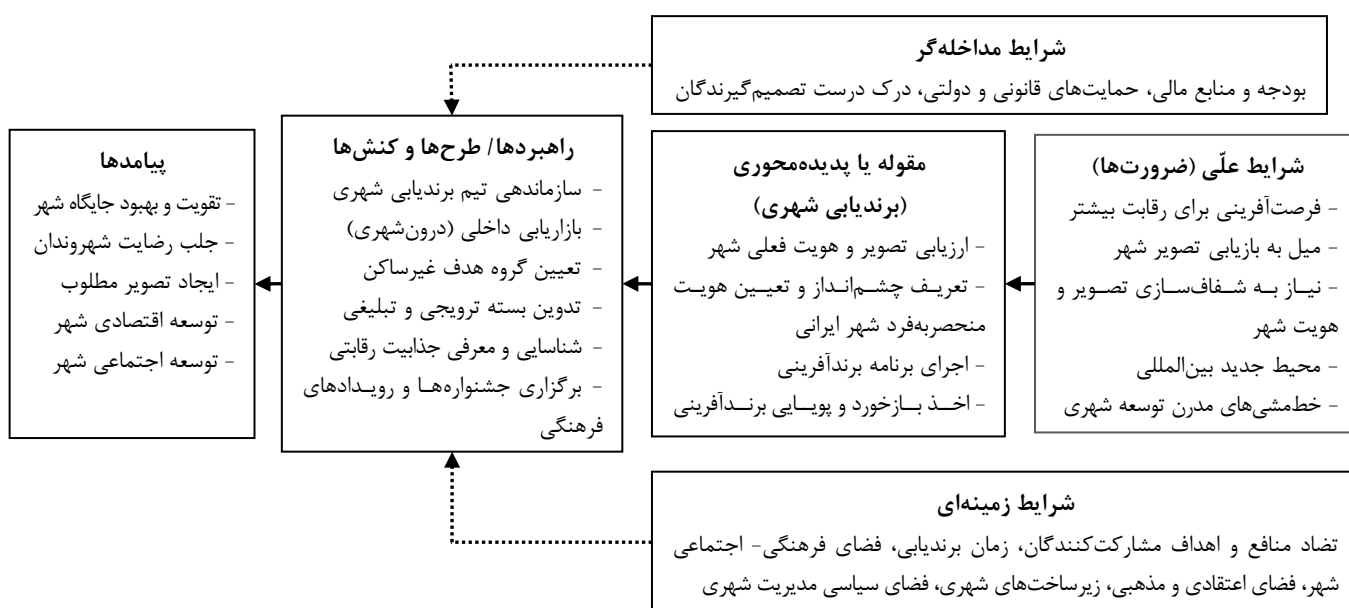 شرایط مداخله‌گر
بودجه و منابع مالی، حمایت‌های قانونی و دولتی، درک درست تصمیم‌گیرندگان
شرایط علّی (ضرورت‌ها)
- فرصت‌آفرینی برای رقابت بیشتر
- میل به بازیابی تصویر شهر
- نیاز به شفاف‌سازی تصویر و
هویت شهر
- محیط جدید بین‌المللی
- خط‌مشی‌های مدرن توسعه شهری
مقوله یا پدیده‌محوری
(برندیابی شهری)
- ارزیابی تصویر و هویت فعلی شهر
- تعریف چشم‌انداز و تعیین هویت
منحصربه‌فرد شهر ایرانی
- اجرای برنامه برندآفرینی
- اخذ بازخورد و پویایی برندآفرینی
راهبردها/ طرح‌ها و کنش‌ها
- سازماندهی تیم برندیابی شهری
- بازاریابی داخلی (درون‌شهری)
- تعیین گروه هدف غیرساکن
- تدوین بسته ترویجی و تبلیغی
- شناسایی و معرفی جذابیت رقابتی
- برگزاری جشنواره‌ها و رویدادهای
فرهنگی
پیامدها
- تقویت و بهبود جایگاه شهر
- جلب رضایت شهروندان
- ایجاد تصویر مطلوب
- توسعه اقتصادی شهر
- توسعه اجتماعی شهر
شرایط زمینه‌ای
تضاد منافع و اهداف مشارکت‌کنندگان، زمان برندیابی، فضای فرهنگی- اجتماعی
شهر، فضای اعتقادی و مذهبی، زیرساخت‌های شهری، فضای سیاسی مدیریت شهری